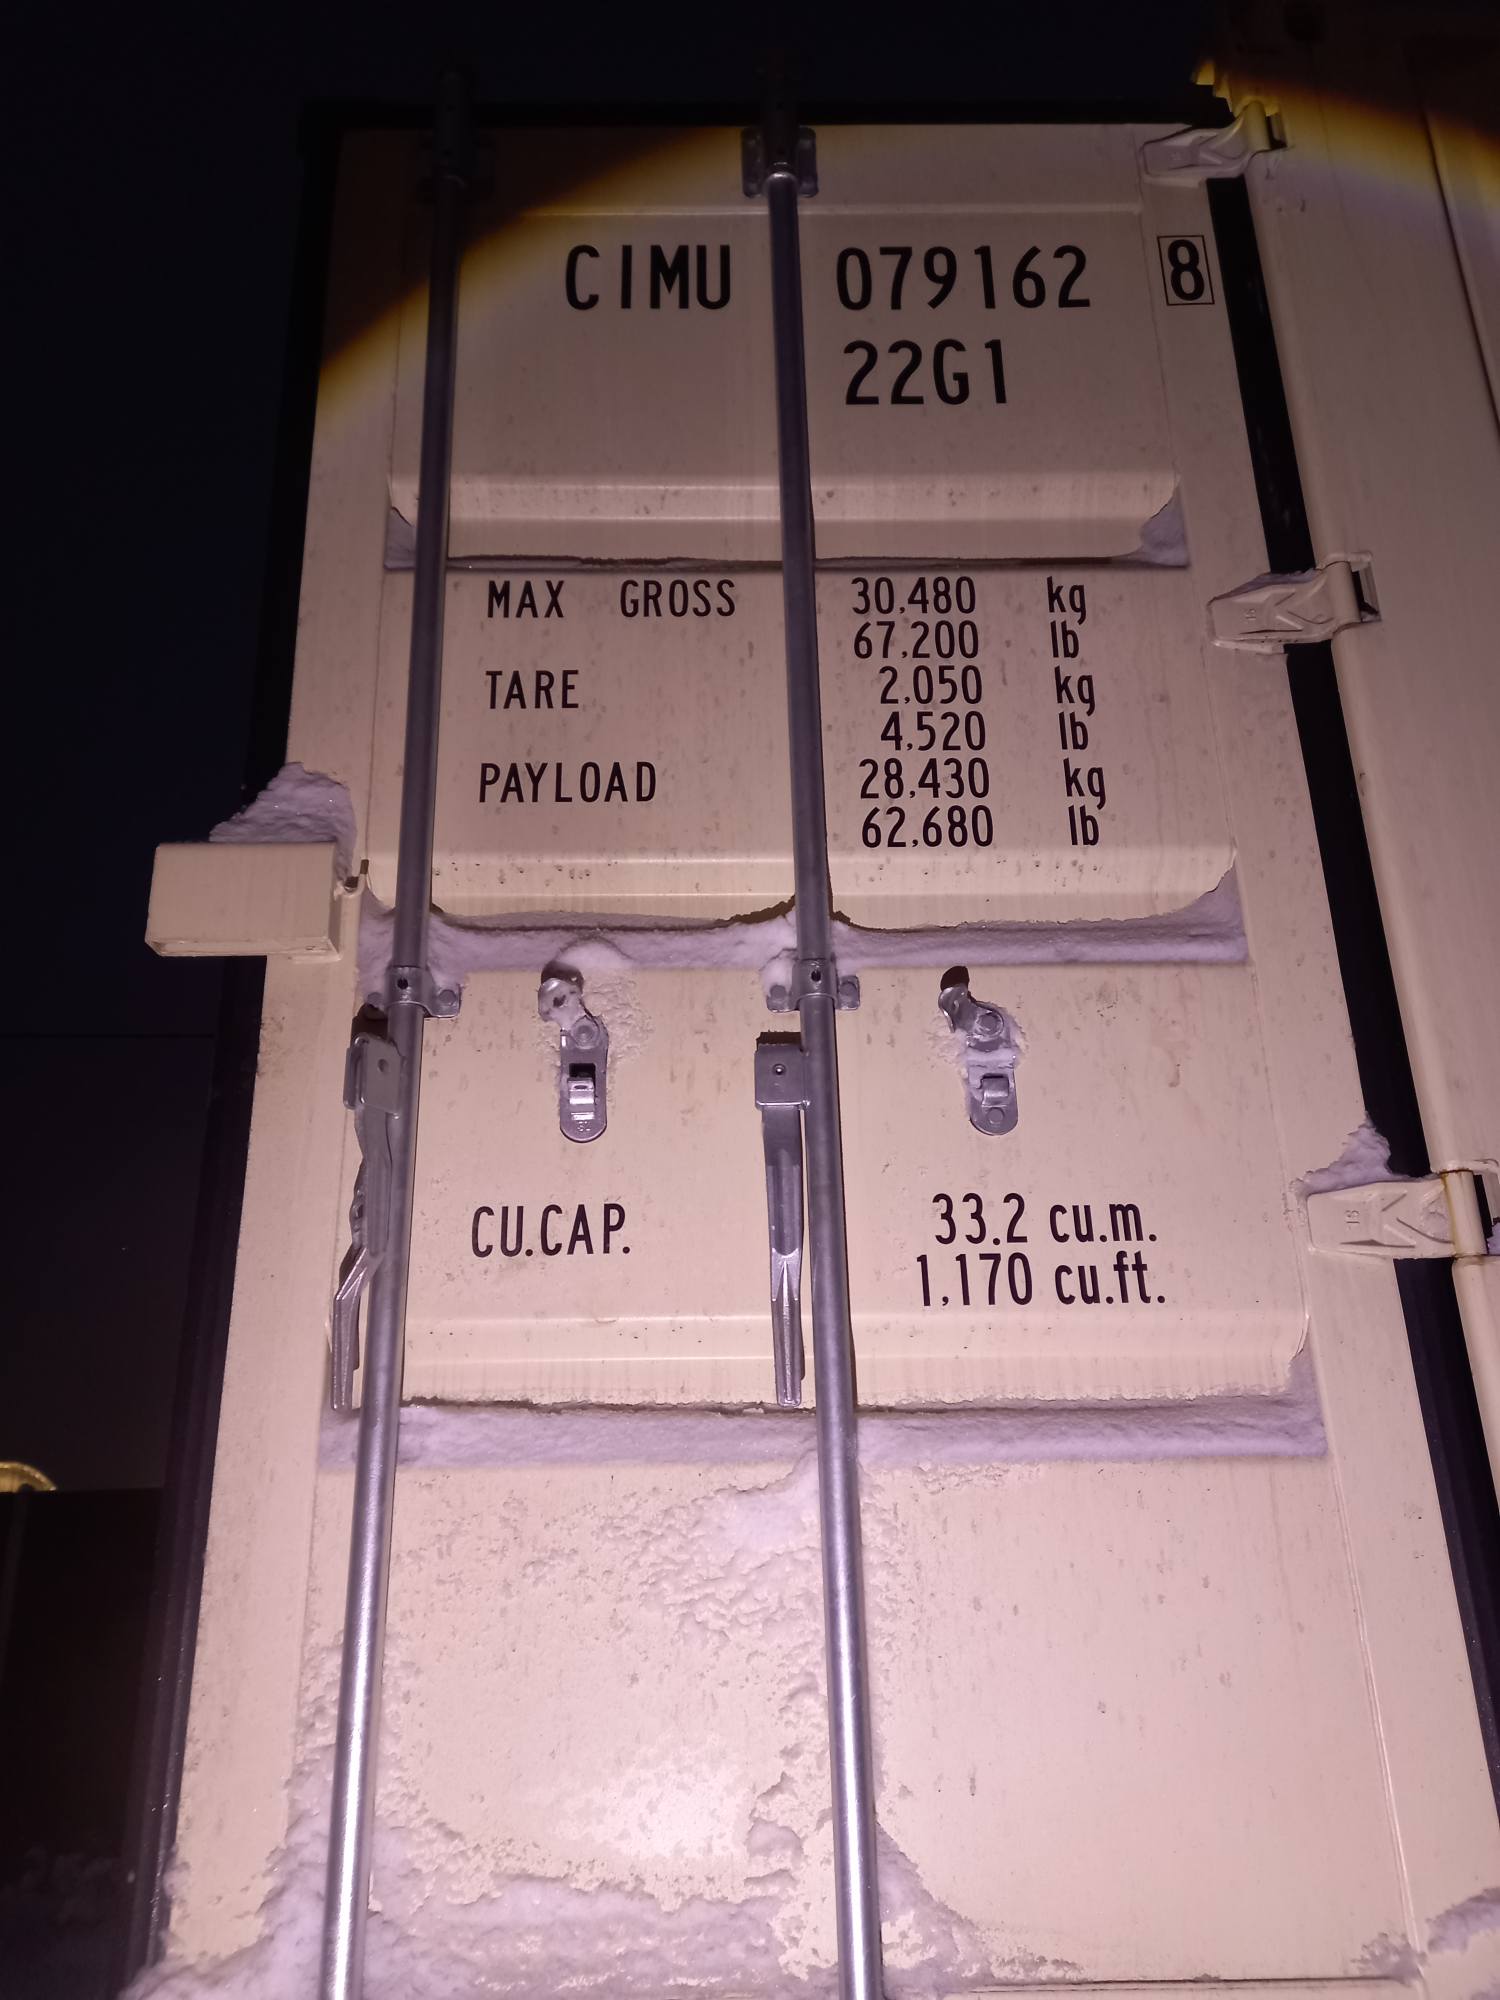 CIMU 079162 8
22G1
MAX GROSS 30,480 kg
67,200 lb
TARE 2,050 kg
4,520 lb
PAYLOAD 28,430 kg
62,680 lb
CU.CAP. 33.2 cu.m.
1,170 cu.ft.